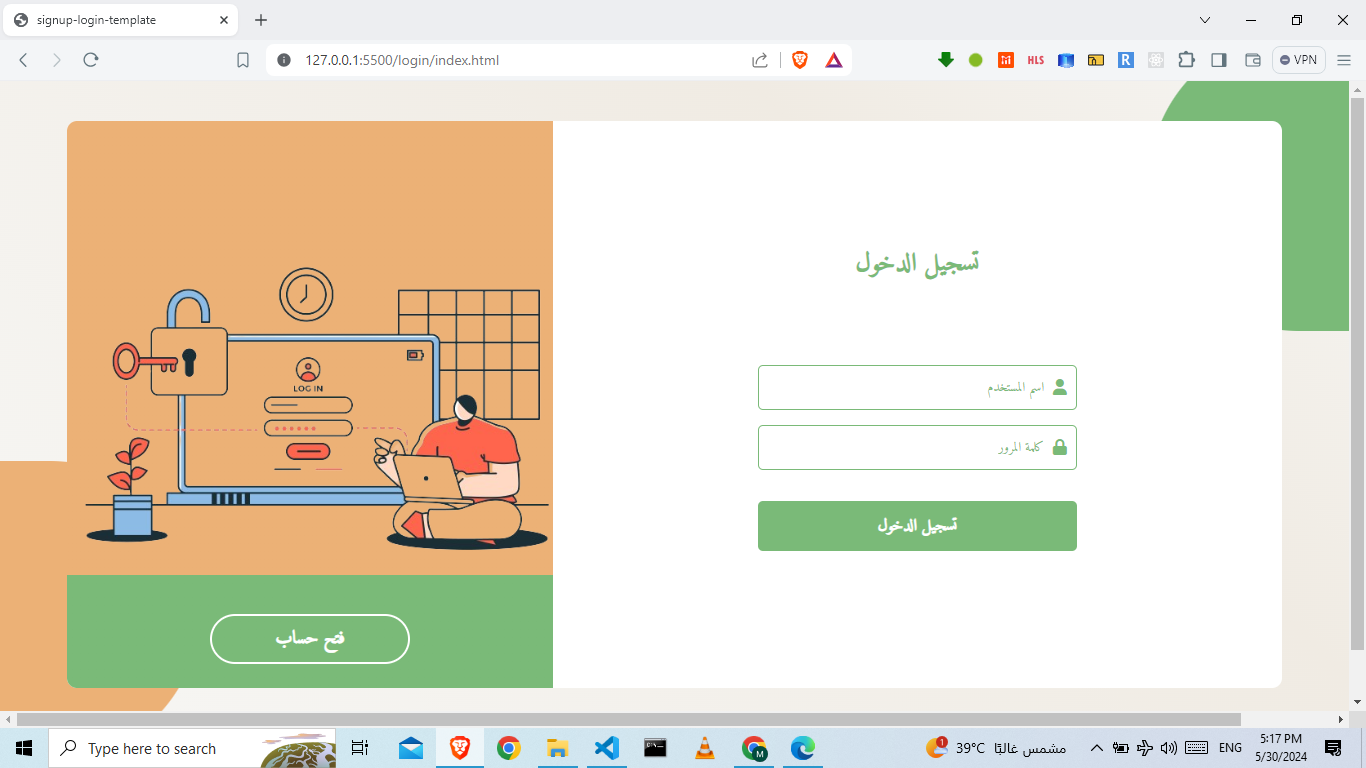 signup-login-template
127.0.0.1:5500/login/index.html
HLS
R
VPN
تسجيل الدخول
LOG IN
اسم المستخدم
كلمة المرور
تسجيل الدخول
فتح حساب
Type here to search
M
1
39°C مشمس غالبًا
ENG
5:17 PM
5/30/2024